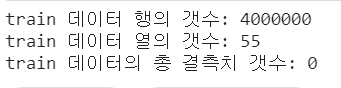 train 데이터 행의 갯수: 4000000
train 데이터 열의 갯수: 55
train 데이터의 총 결측치 갯수: 0